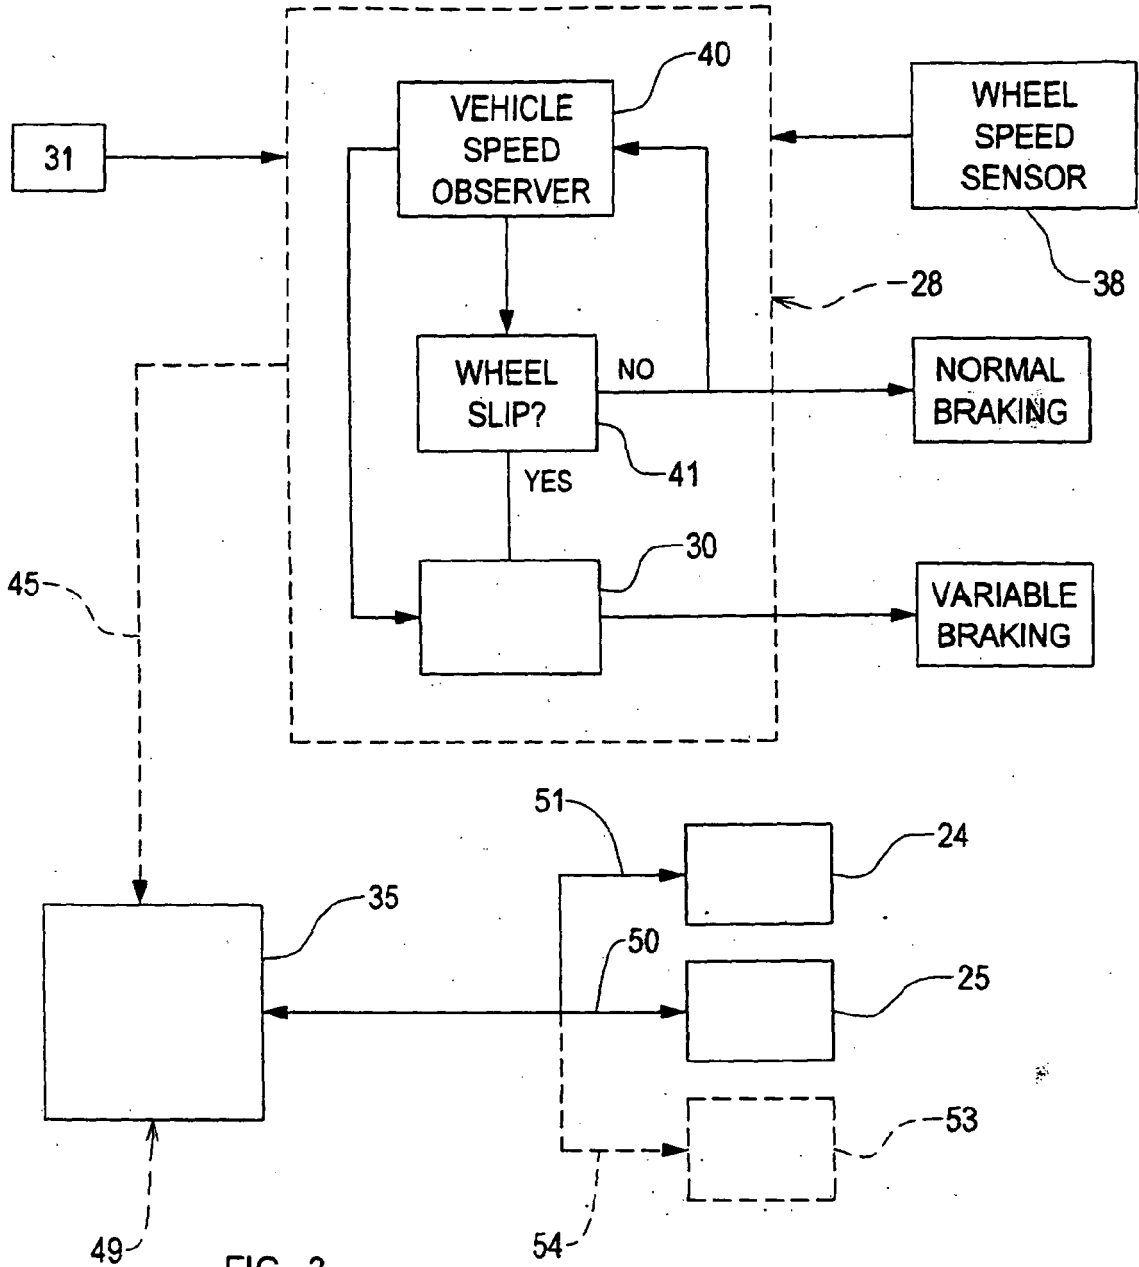 40
VEHICLE
SPEED
OBSERVER
WHEEL
SPEED
SENSOR
31
28
38
WHEEL
SLIP?
NO
NORMAL
BRAKING
YES
41
30
45
VARIABLE
BRAKING
51
24
35
50
25
53
54
49
FIG.